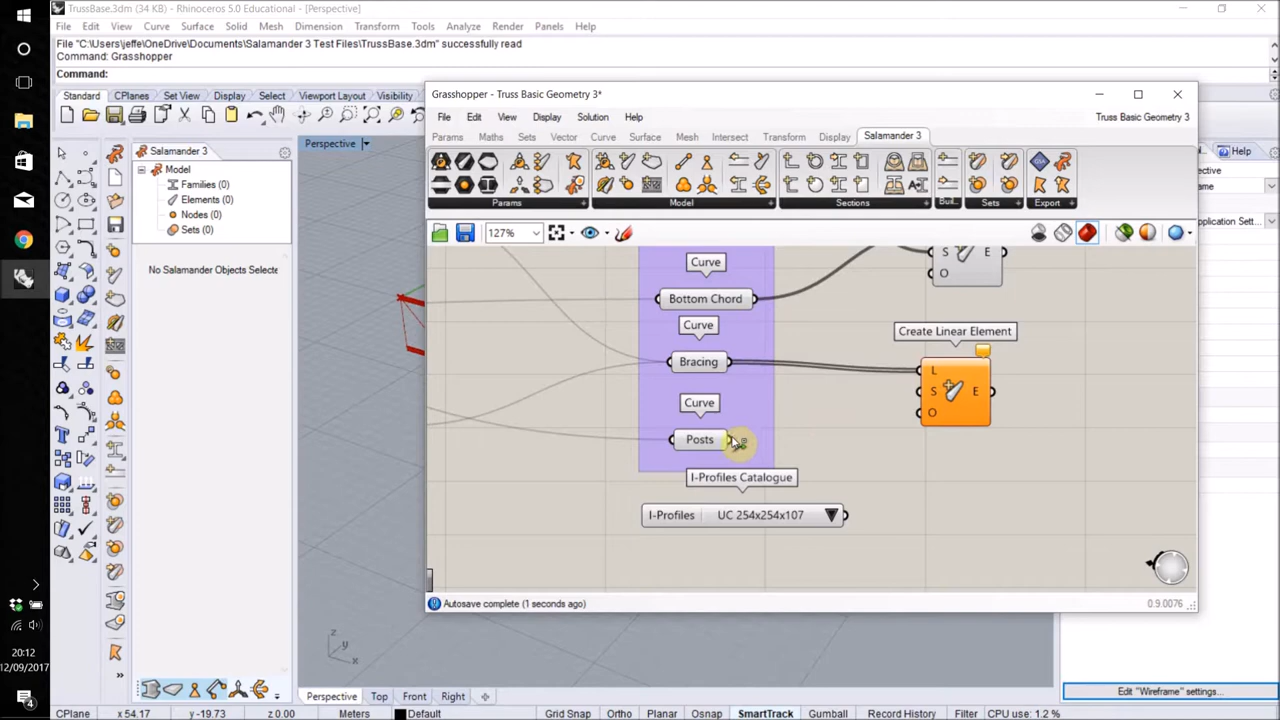 TrussBase.3dm (34 KB) - Rhinoceros 5.0 Educational - [Perspective]
File Edit View Curve Surface Solid Mesh Dimension Transform Tools Analyze Render Panels Help
File "C:\Users\jeffe\OneDrive\Documents\Salamander 3 Test Files\TrussBase.3dm" successfully read
Command: Grasshopper
Command:
Standard CPlanes Set View Display Select Viewport Layout Visibility
Perspective
Salamander 3
Model
Families (0)
Elements (0)
Nodes (0)
Sets (0)
No Salamander Objects Selecte
Grasshopper - Truss Basic Geometry 3*
File Edit View Display Solution Help
Truss Basic Geometry 3
Params Maths Sets Vector Curve Surface Mesh Intersect Transform Display Salamander 3
Params Model Sections Buil... Sets Export
127%
Curve
Bottom Chord
Curve
Bracing
Curve
Posts
I-Profiles Catalogue
I-Profiles UC 254x254x107
S
O
Create Linear Element
L
S E
O
Autosave complete (1 seconds ago)
0.9.0076
Help
ective
ame
pplication Set...
z
y
x
20:12
12/09/2017
4
Perspective Top Front Right
Edit "Wireframe" settings...
CPlane x 54.17 y -19.73 z 0.00 Meters Default Grid Snap Ortho Planar Osnap SmartTrack Gumball Record History Filter CPU use: 1.2 %